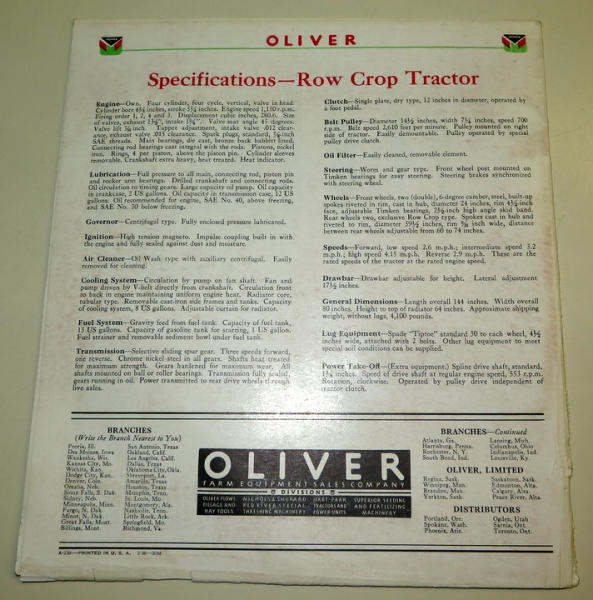 OLIVER
Specifications—Row Crop Tractor
Engine—Own. Four cylinder, four cycle, vertical, valve in head.
Cylinder bore
Engine speed 1,150 r.p.m.
Firing order 1, 2, 4 and 3. Displacement cubic inches, 280.6. Size
of valves, exhaust
intake
Valve seat angle 45 degrees.
Valve lift
Tappet adjustment, intake valve .012 clear-
ance, exhaust valve .015 clearance. Spark plugs, standard,
SAE threads. Main bearings, die cast, bronze back babbitt lined.
Connecting rod bearings cast integral with the rods. Pistons, nickel
iron. Rings, 4 per piston, above the piston pin. Cylinder sleeves
removable. Crankshaft extra heavy, heat treated. Heat indicator.
Lubrication—Full pressure to all main, connecting rod, piston pin
and rocker arm bearings. Drilled crankshaft and connecting rods.
Oil circulation to timing gears. Large capacity oil pump. Oil capacity
in crankcase, 2 US gallons. Oil capacity in transmission case, 12 US
gallons. Oil recommended for engine, SAE No. 40, above freezing,
and SAE No. 30 below freezing.
Governor—Centrifugal type. Fully enclosed pressure lubricated.
Ignition—High tension magneto. Impulse coupling built in with
the engine and fully sealed against dust and moisture.
Air Cleaner—Oil Wash type with auxiliary centrifugal. Easily
removed for cleaning.
Cooling System—Circulation by pump on fan shaft. Fan and
pump driven by V-belt directly from crankshaft. Circulation front
to back in engine maintaining uniform engine heat. Radiator core,
tubular type. Removable cast-iron side frames and tanks. Capacity
of cooling system, 8 US gallons. Adjustable curtain for radiator.
Fuel System—Gravity feed from fuel tank. Capacity of fuel tank,
13 US gallons. Capacity of gasoline tank for starting, 1 US gallon.
Fuel strainer and removable sediment bowl under fuel tank.
Transmission—Selective sliding spur gear. Three speeds forward,
one reverse. Chrome nickel-steel in all gears. Shafts heat treated
for maximum strength. Gears hardened for maximum wear. All
shafts mounted on ball or roller bearings. Transmission fully sealed,
gears running in oil. Power transmitted to rear drive wheels through
five axles.
Clutch—Single plate, dry type, 12 inches in diameter, operated by
a foot pedal.
Belt Pulley—Diameter 14½ inches, width 7¼ inches, speed 700
r.p.m. Belt speed 2,610 feet per minute. Pulley mounted on right
side of tractor. Easily demountable. Pulley operated by special
pulley drive clutch.
Oil Filter—Easily cleaned, removable element.
Steering—Worm and gear type. Front wheel post mounted on
Timken bearings for easy steering. Steering brakes synchronized
with steering wheel.
Wheels—Front wheels, two (double), 6-degree camber, steel, built-up
spokes riveted in rim, cast in hub, diameter 24 inches, rim
face, adjustable Timken bearings,
high angle skid band.
Rear wheels two, exclusive Row Crop type. Spokes cast in hub and
riveted to rim, diameter 59½ inches, rim
inch wide, distance
between rear wheels adjustable from 60 to 74 inches.
Speeds—Forward, low speed 2.6 m.p.h.; intermediate speed 3.2
m.p.h.; high speed 4.15 m.p.h. Reverse 2.9 m.p.h. These are the
rated speeds of the tractor at the rated engine speed.
Drawbar—Drawbar adjustable for height. Lateral adjustment
17½ inches.
General Dimensions—Length overall 144 inches. Width overall
80 inches. Height to top of radiator 64 inches. Approximate shipping
weight, without lugs, 4,100 pounds.
Lug Equipment—Spade "Tiptoe" standard 30 to each wheel, 4½
inches wide, attached with 2 bolts. Other lug equipment to meet
special soil conditions can be supplied.
Power Take-Off—(Extra equipment.) Spline drive shaft, standard,
inches. Speed of drive shaft at regular engine speed, 553 r.p.m.
Rotation, clockwise. Operated by pulley drive independent of
tractor clutch.
BRANCHES
(Write the Branch Nearest to You)
Peoria, Ill.
Des Moines, Iowa
Waukesha, Wis.
Kansas City, Mo.
Wichita, Kan.
Dodge City, Kan.
Denver, Colo.
Omaha, Neb.
Sioux Falls, S. Dak.
Sidney, Neb.
Minneapolis, Minn.
Fargo, N. Dak.
Minot, N. Dak.
Great Falls, Mont.
Billings, Mont.
San Antonio, Texas
Oakland, Calif.
Los Angeles, Calif.
Dallas, Texas
Oklahoma City, Okla.
Shreveport, La.
Amarillo, Texas
Houston, Texas
Memphis, Tenn.
St. Louis, Mo.
Montgomery, Ala.
Nashville, Tenn.
Little Rock, Ark.
Springfield, Mo.
Richmond, Va.
OLIVER
FARM EQUIPMENT SALES COMPANY
DIVISIONS
OLIVER PLOWS
TILLAGE AND
HAY TOOLS
NICHOLS & SHEPARD
RED RIVER SPECIAL
THRESHING MACHINERY
HART-PARR
TRACTORS AND
POWER UNITS
SUPERIOR SEEDING
AND FERTILIZING
MACHINERY
BRANCHES—Continued
Atlanta, Ga.
Harrisburg, Penn.
Rochester, N. Y.
South Bend, Ind.
Lansing, Mich.
Columbus, Ohio
Indianapolis, Ind.
Louisville, Ky.
OLIVER, LIMITED
Regina, Sask.
Winnipeg, Man.
Brandon, Man.
Yorkton, Sask.
Saskatoon, Sask.
Edmonton, Alta.
Calgary, Alta.
Peace River, Alta.
DISTRIBUTORS
Portland, Ore.
Spokane, Wash.
Phoenix, Ariz.
Ogden, Utah
Sarnia, Ont.
Toronto, Ont.
PRINTED IN U. S. A.